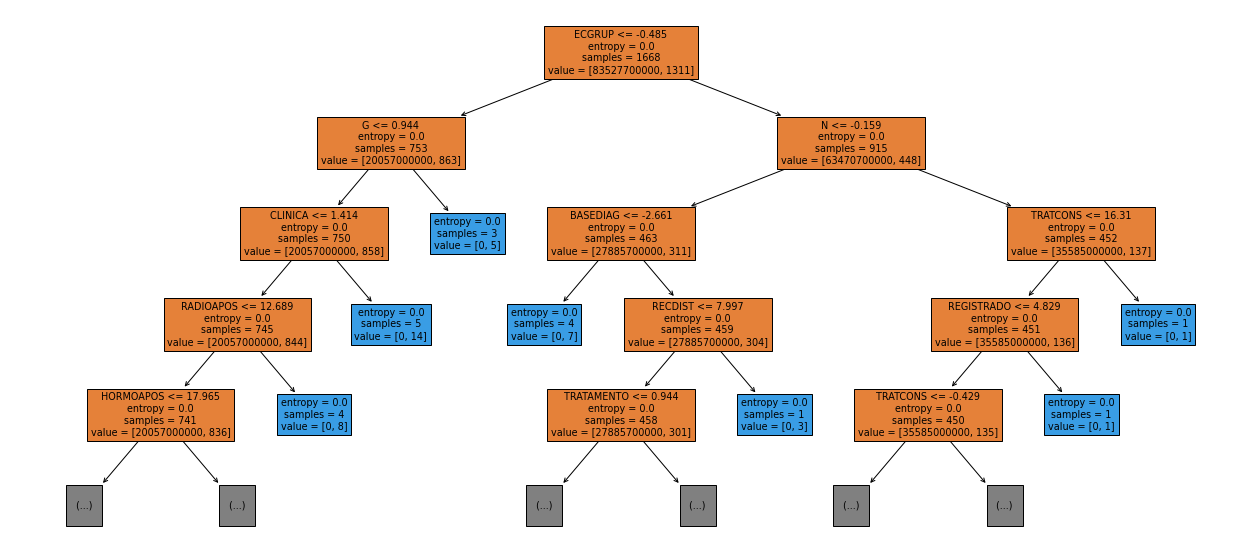 ECGRUP <= -0.485
entropy = 0.0
samples = 1668
value = [83527700000, 1311]
G <= 0.944
entropy = 0.0
samples = 753
value = [20057000000, 863]
N <= -0.159
entropy = 0.0
samples = 915
value = [63470700000, 448]
CLINICA <= 1.414
entropy = 0.0
samples = 750
value = [20057000000, 858]
entropy = 0.0
samples = 3
value = [0, 5]
BASEDIAG <= -2.661
entropy = 0.0
samples = 463
value = [27885700000, 311]
TRATCONS <= 16.31
entropy = 0.0
samples = 452
value = [35585000000, 137]
RADIOAPOS <= 12.689
entropy = 0.0
samples = 745
value = [20057000000, 844]
entropy = 0.0
samples = 5
value = [0, 14]
entropy = 0.0
samples = 4
value = [0, 7]
RECDIST <= 7.997
entropy = 0.0
samples = 459
value = [27885700000, 304]
REGISTRADO <= 4.829
entropy = 0.0
samples = 451
value = [35585000000, 136]
entropy = 0.0
samples = 1
value = [0, 1]
HORMOAPOS <= 17.965
entropy = 0.0
samples = 741
value = [20057000000, 836]
entropy = 0.0
samples = 4
value = [0, 8]
TRATAMENTO <= 0.944
entropy = 0.0
samples = 458
value = [27885700000, 301]
entropy = 0.0
samples = 1
value = [0, 3]
TRATCONS <= -0.429
entropy = 0.0
samples = 450
value = [35585000000, 135]
entropy = 0.0
samples = 1
value = [0, 1]
(...)
(...)
(...)
(...)
(...)
(...)